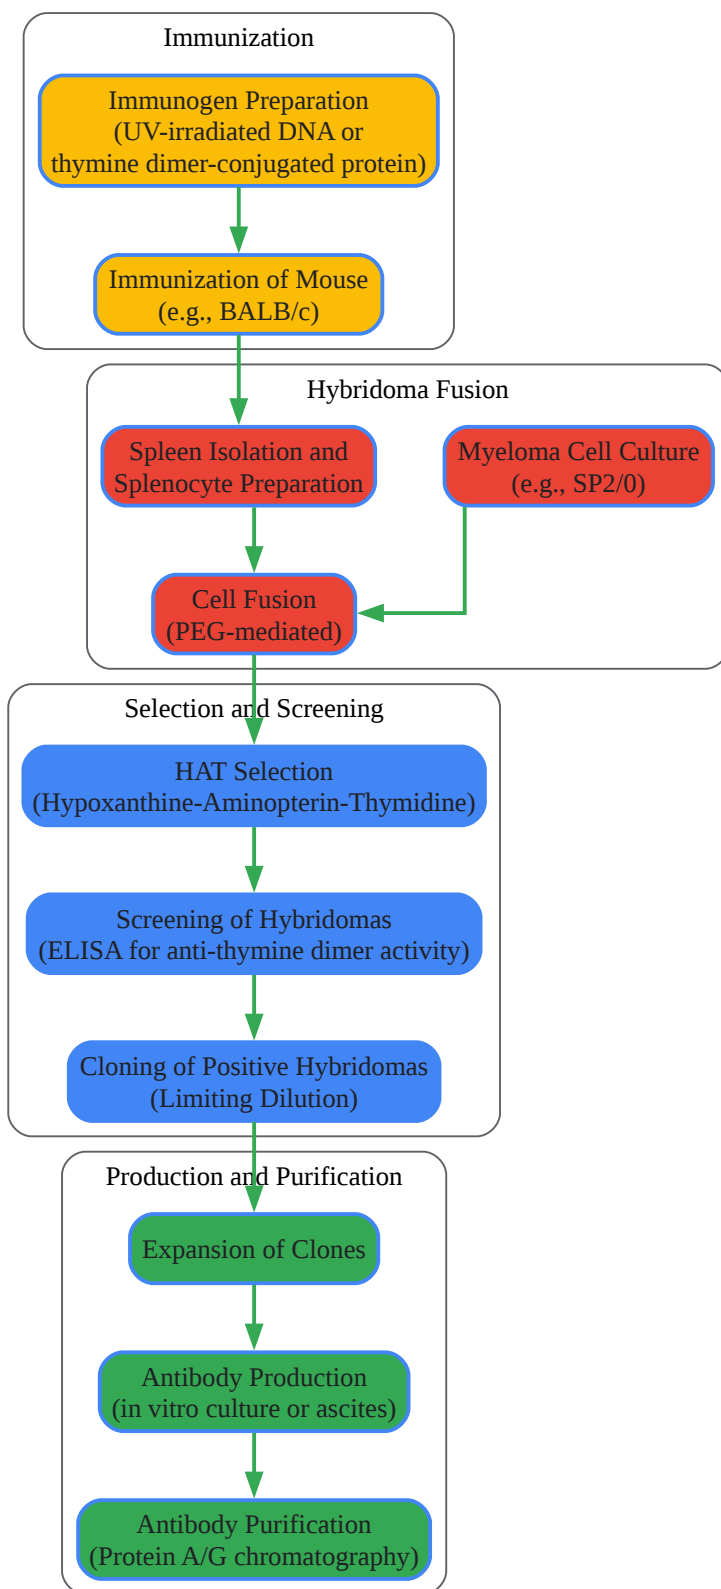 Immunization
Immunogen Preparation
(UV-irradiated DNA or
thymine dimer-conjugated protein)
Immunization of Mouse
(e.g., BALB/c)
Hybridoma Fusion
Spleen Isolation and
Splenocyte Preparation
Myeloma Cell Culture
(e.g., SP2/0)
Cell Fusion
(PEG-mediated)
Selection and Screening
HAT Selection
(Hypoxanthine-Aminopterin-Thymidine)
Screening of Hybridomas
(ELISA for anti-thymine dimer activity)
Cloning of Positive Hybridomas
(Limiting Dilution)
Production and Purification
Expansion of Clones
Antibody Production
(in vitro culture or ascites)
Antibody Purification
(Protein A/G chromatography)